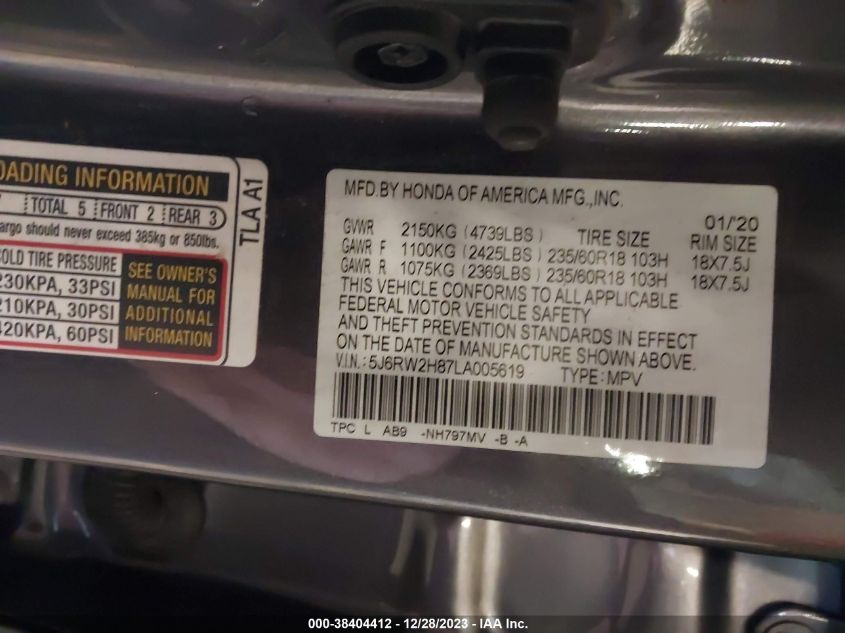 OADING INFORMATION
TOTAL 5 FRONT 2 REAR 3
argo should never exceed 385kg or 850lbs.
OLD TIRE PRESSURE
230KPA, 33PSI
210KPA, 30PSI
420KPA, 60PSI
SEE OWNER'S
MANUAL FOR
ADDITIONAL
INFORMATION
TLA A1
MFD.BY HONDA OF AMERICA MFG.,INC.
01/'20
GVWR 2150KG (4739LBS) TIRE SIZE RIM SIZE
GAWR F 1100KG (2425LBS) 235/60R18 103H 18X7.5J
GAWR R 1075KG (2369LBS) 235/60R18 103H 18X7.5J
THIS VEHICLE CONFORMS TO ALL APPLICABLE
FEDERAL MOTOR VEHICLE SAFETY
AND THEFT PREVENTION STANDARDS IN EFFECT
ON THE DATE OF MANUFACTURE SHOWN ABOVE.
V.I.N.: 5J6RW2H87LA005619 TYPE: MPV
TPC L AB9 -NH797MV -B -A
000-38404412 - 12/28/2023 - IAA Inc.